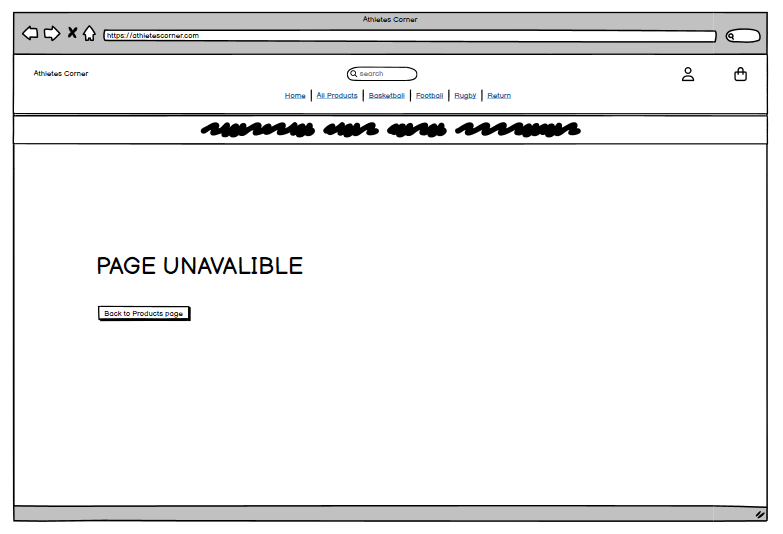 Athletes Corner
https://athletescorner.com
Athletes Corner
search
Home All Products Basketball Football Rugby Return
PAGE UNAVALIBLE
Back to Products page